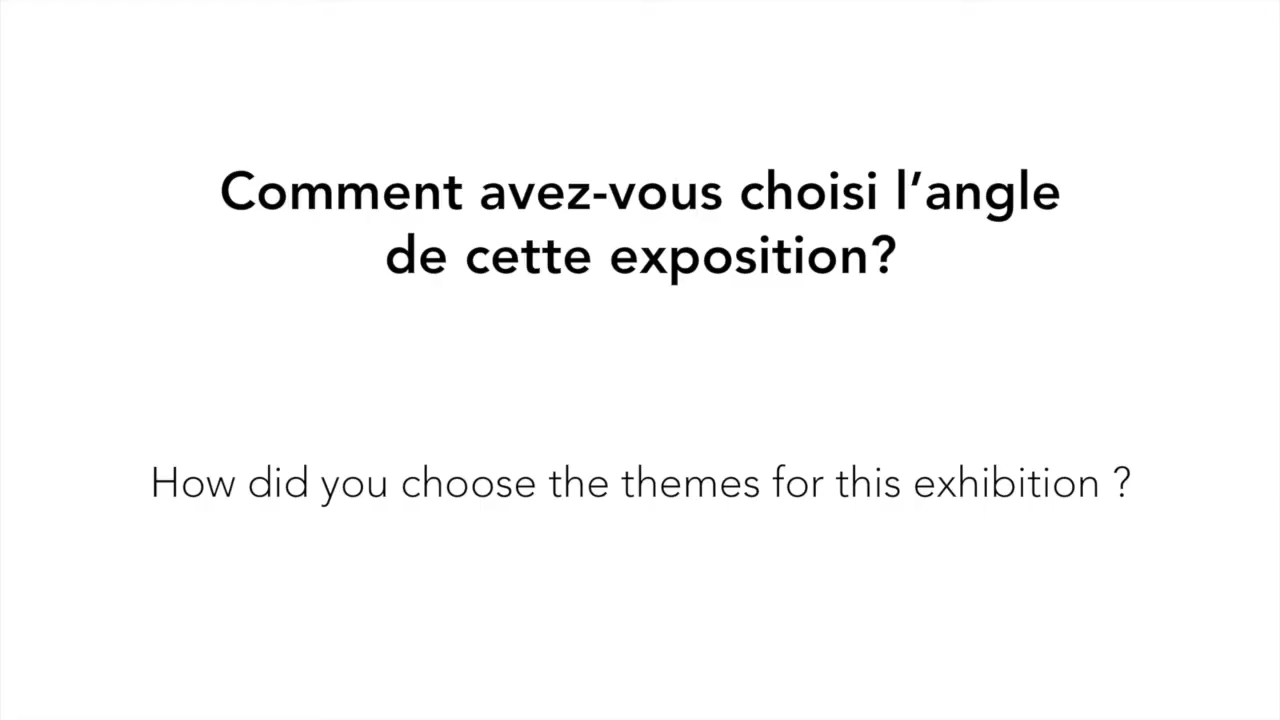 Comment avez-vous choisi l’angle
de cette exposition?
How did you choose the themes for this exhibition ?